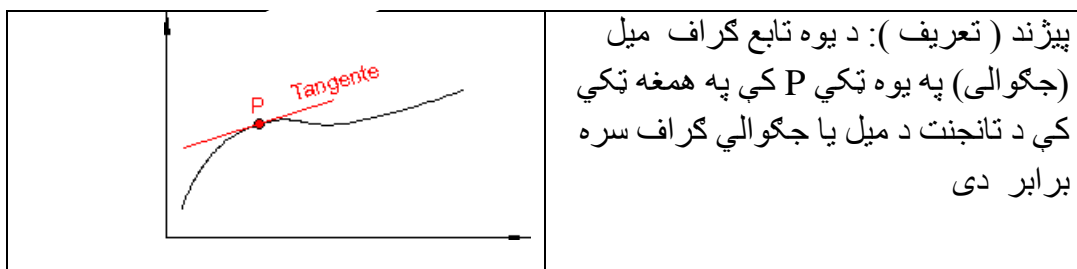 پیژند ( تعریف ): د یوه تابع ګراف میل
(جګوالی) په یوه ټکي P کې په همغه ټکي
کې د تانجنت د میل یا جګوالي ګراف سره
برابر دی
Tangente
P